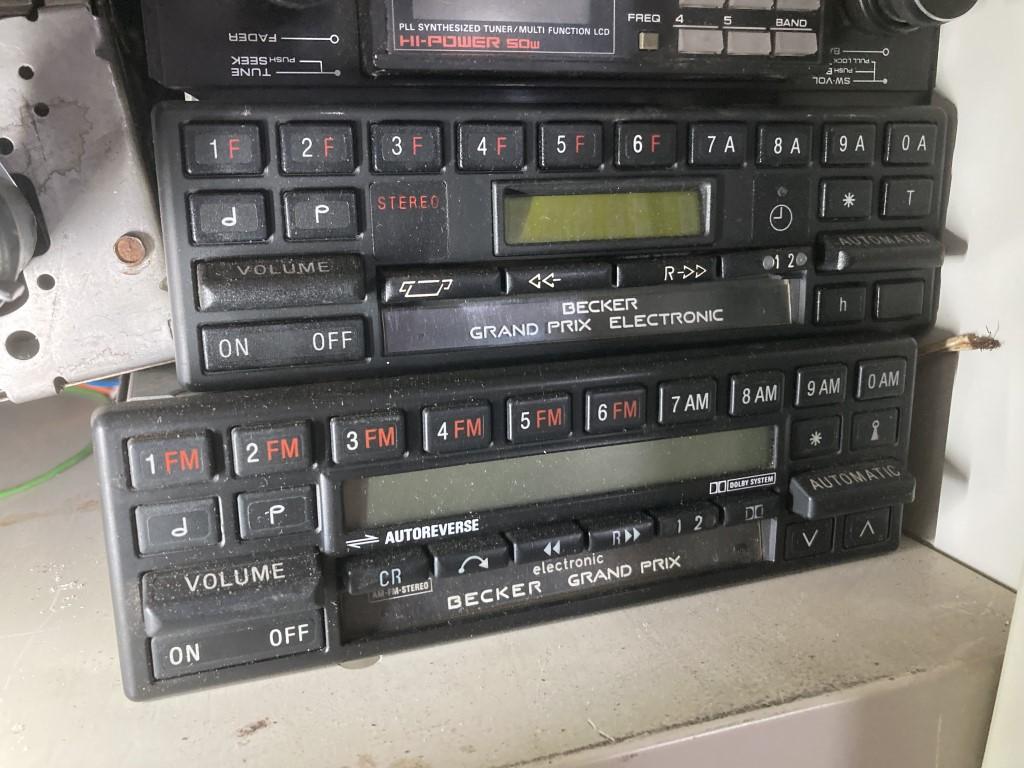 PLL SYNTHESIZED TUNER/MULTI FUNCTION LCD
HI-POWER 50W
FREQ 4 5 BAND
FADER
TUNE PUSH SEEK
SW-VOL
PULL LOCK
PUSH
1 F 2 F 3 F 4 F 5 F 6 F 7 A 8 A 9 A 0 A
STEREO
* T
VOLUME
AUTOMATIC
R
1 2
BECKER
GRAND PRIX ELECTRONIC
h
ON OFF
1 FM 2 FM 3 FM 4 FM 5 FM 6 FM 7 AM 8 AM 9 AM 0 AM
*
DOLBY SYSTEM
AUTOREVERSE
AUTOMATIC
VOLUME
CR
R
1 2
AM-FM-STEREO
electronic
BECKER GRAND PRIX
ON OFF